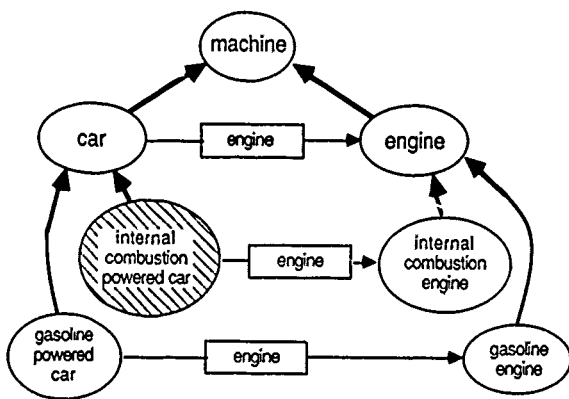 machine
car
engine
engine
internal
combustion
powered car
engine
internal
combustion
engine
gasoline
powered
car
engine
gasoline
engine